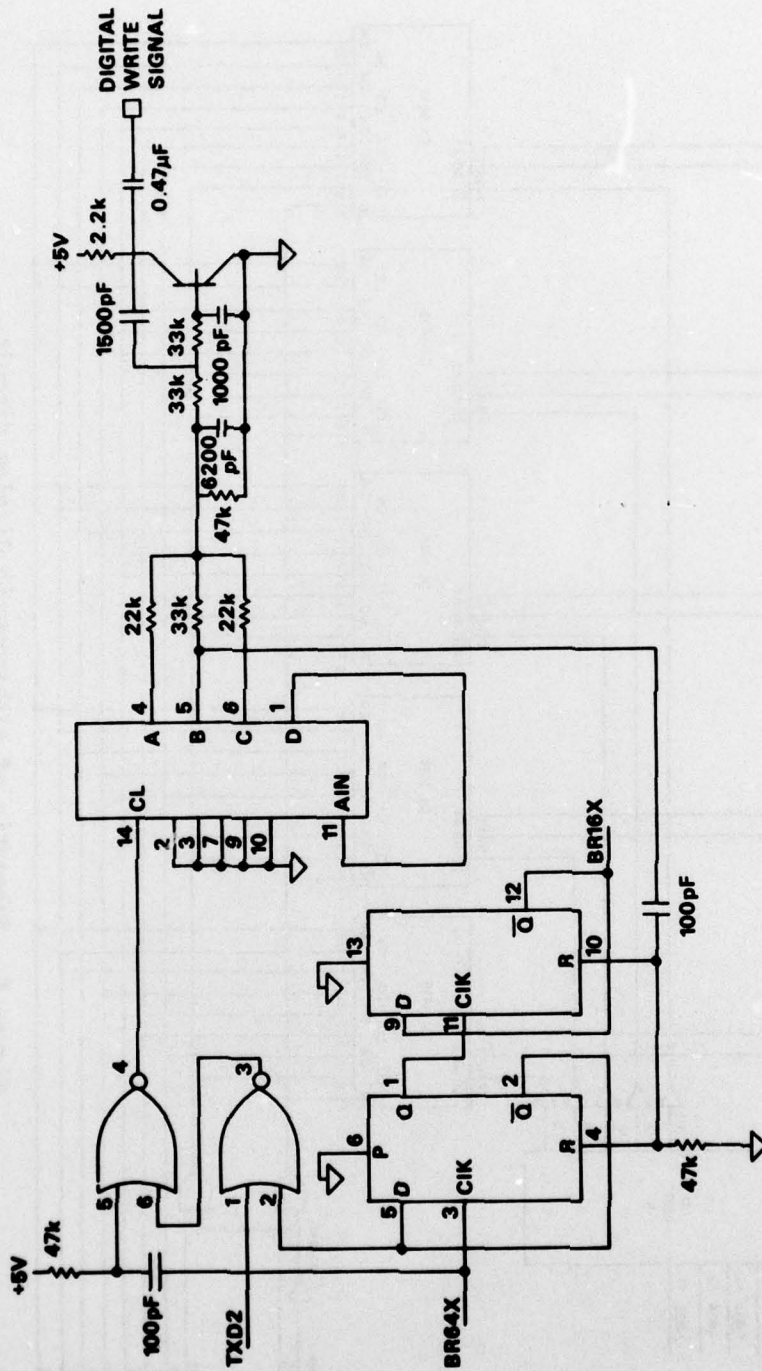 DIGITAL
WRITE
SIGNAL
0.47µF
+5V
2.2k
1500pF
33k
33k
1000 pF
6200
pF
47k
22k
33k
22k
4
5
6
1
A
B
C
D
14
CL
2
3
7
9
10
11
AIN
BR16X
100pF
13
12
Q
D
9
CIK
11
R
10
4
3
5
6
1
2
6
P
1
Q
2
Q
D
5
CIK
3
R
4
47k
+5V
47k
100pF
TXD2
BR64X